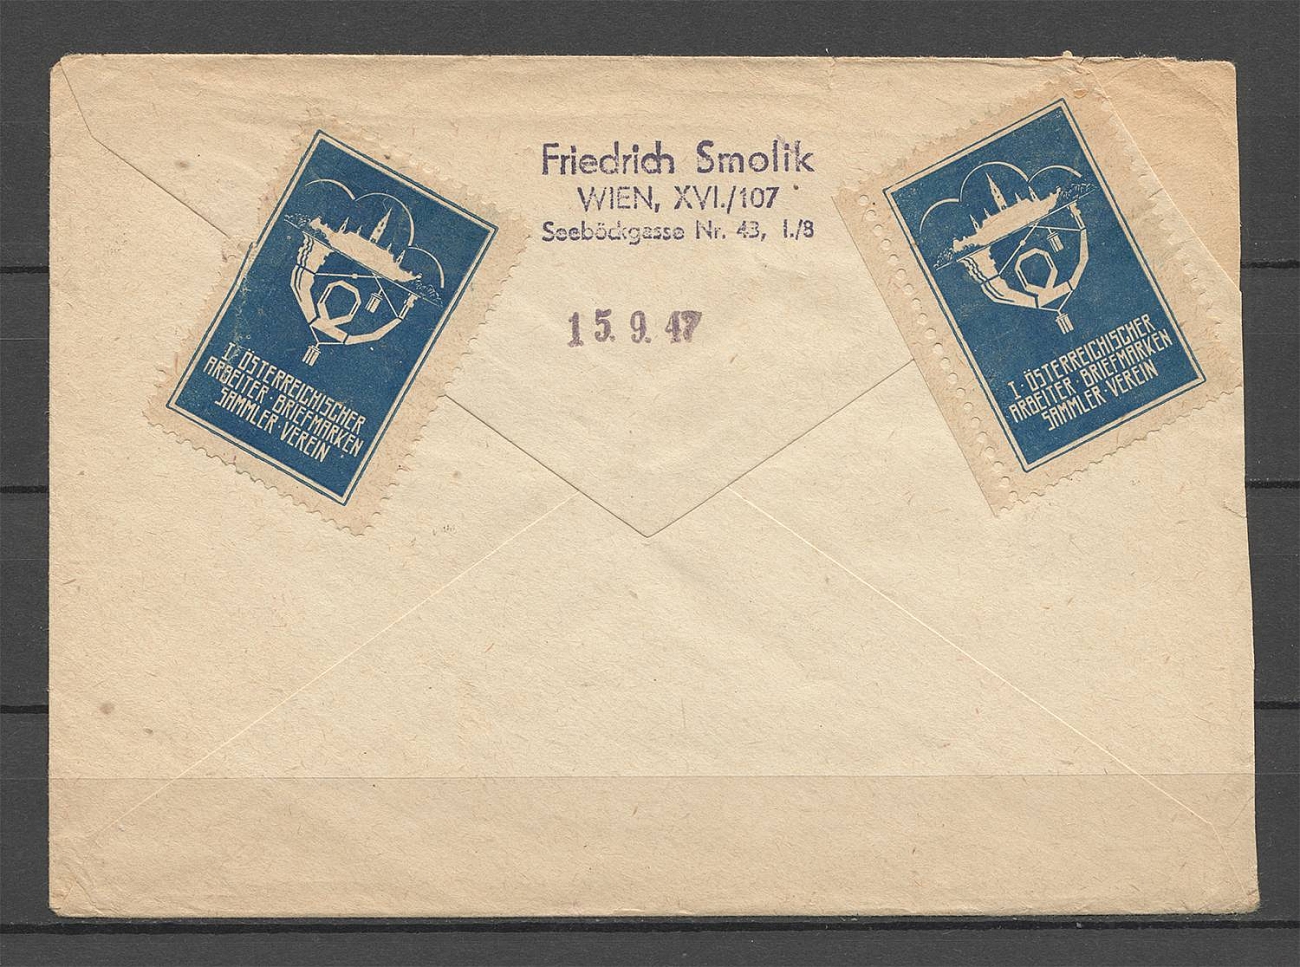 Friedrich Smolik
WIEN, XVI./107
Seeböckgasse Nr. 43, I./8
15. 9. 47
I. ÖSTERREICHISCHER
ARBEITER·BRIEFMARKEN
SAMMLER·VEREIN
I. ÖSTERREICHISCHER
ARBEITER·BRIEFMARKEN
SAMMLER·VEREIN